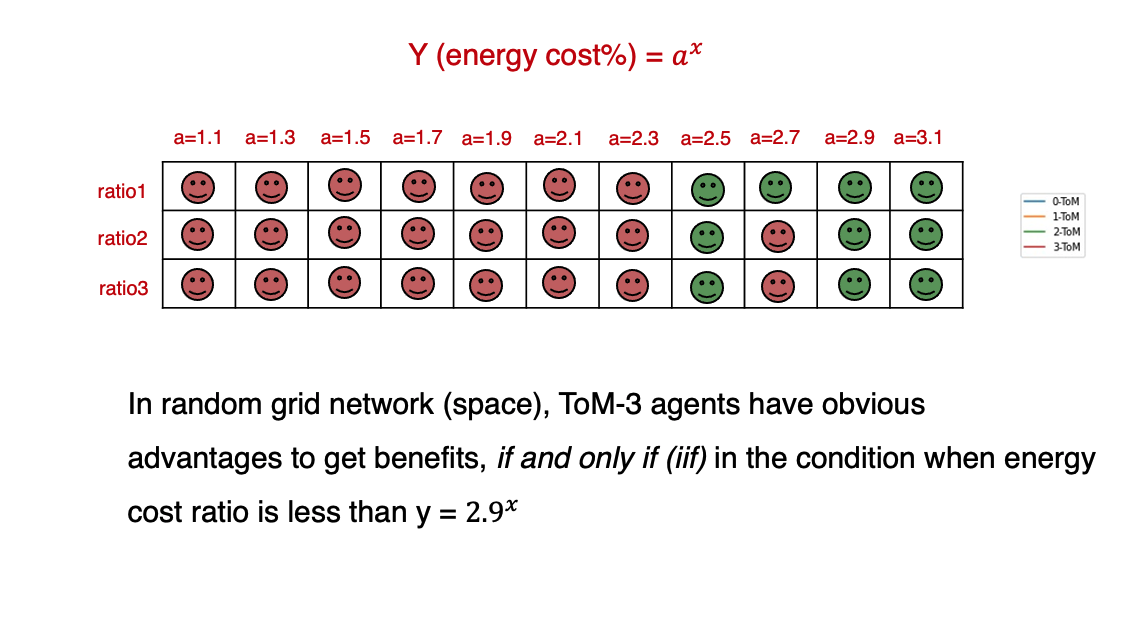 Y (energy cost%) = 𝑎ˣ
a=1.1 a=1.3 a=1.5 a=1.7 a=1.9 a=2.1 a=2.3 a=2.5 a=2.7 a=2.9 a=3.1
ratio1
ratio2
ratio3
0-ToM
1-ToM
2-ToM
3-ToM
In random grid network (space), ToM-3 agents have obvious
advantages to get benefits, if and only if (iif) in the condition when energy
cost ratio is less than y = 2.9ˣ